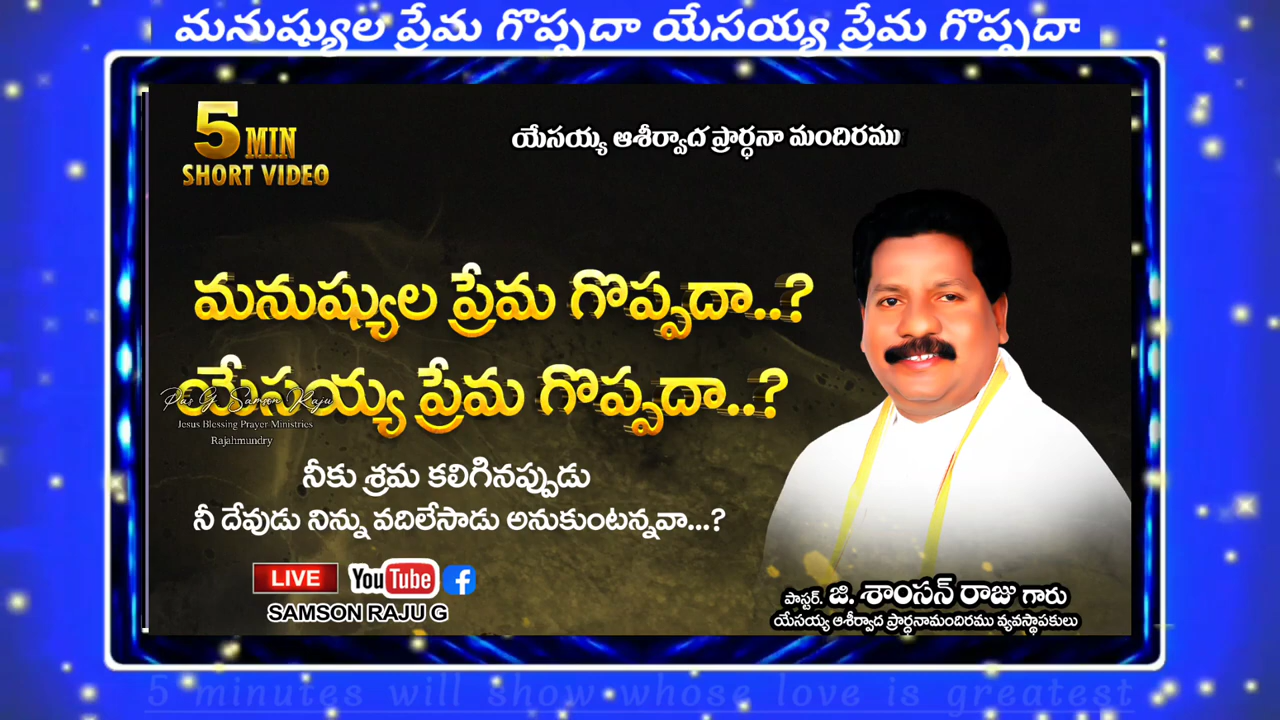 మనుష్యుల ప్రేమ గొప్పదా యేసయ్య ప్రేమ గొప్పదా
5 MIN
SHORT VIDEO
యేసయ్య ఆశీర్వాద ప్రార్థనా మందిరము
మనుష్యుల ప్రేమ గొప్పదా..?
యేసయ్య ప్రేమ గొప్పదా..?
Pas G Samson Raju
Jesus Blessing Prayer Ministries
Rajahmundry
నీకు శ్రమ కలిగినప్పుడు
నీ దేవుడు నిన్ను వదిలేసాడు అనుకుంటన్నవా...?
LIVE YouTube f
SAMSON RAJU G
పాస్టర్. జి. శాంసన్ రాజు గారు
యేసయ్య ఆశీర్వాద ప్రార్ధనామందిరము వ్యవస్థాపకులు
5 minutes will show whose love is greatest